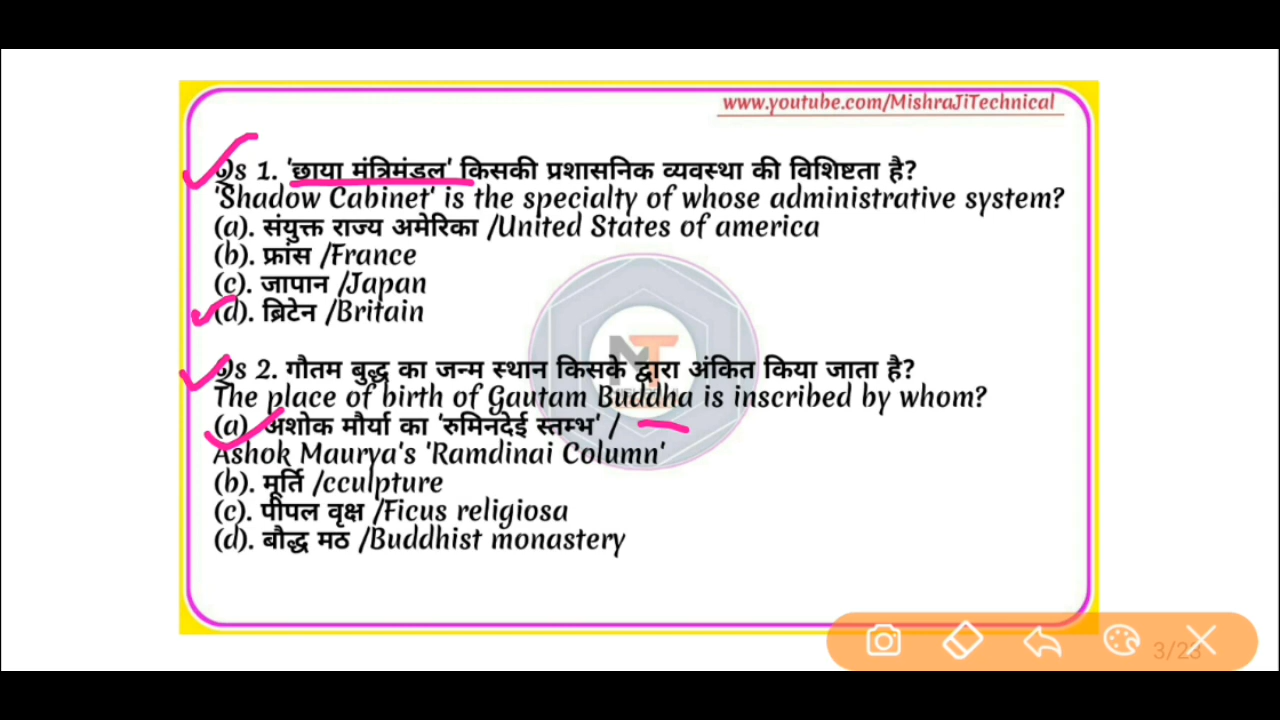 www.youtube.com/MishraJiTechnical
Qs 1. 'छाया मंत्रिमंडल' किसकी प्रशासनिक व्यवस्था की विशिष्टता है?
'Shadow Cabinet' is the specialty of whose administrative system?
(a). संयुक्त राज्य अमेरिका /United States of america
(b). फ्रांस /France
(c). जापान /Japan
(d). ब्रिटेन /Britain
Qs 2. गौतम बुद्ध का जन्म स्थान किसके द्वारा अंकित किया जाता है?
The place of birth of Gautam Buddha is inscribed by whom?
(a). अशोक मौर्या का 'रुमिनदेई स्तम्भ' /
Ashok Maurya's 'Ramdinai Column'
(b). मूर्ति /cculpture
(c). पीपल वृक्ष /Ficus religiosa
(d). बौद्ध मठ /Buddhist monastery
MT
3/23